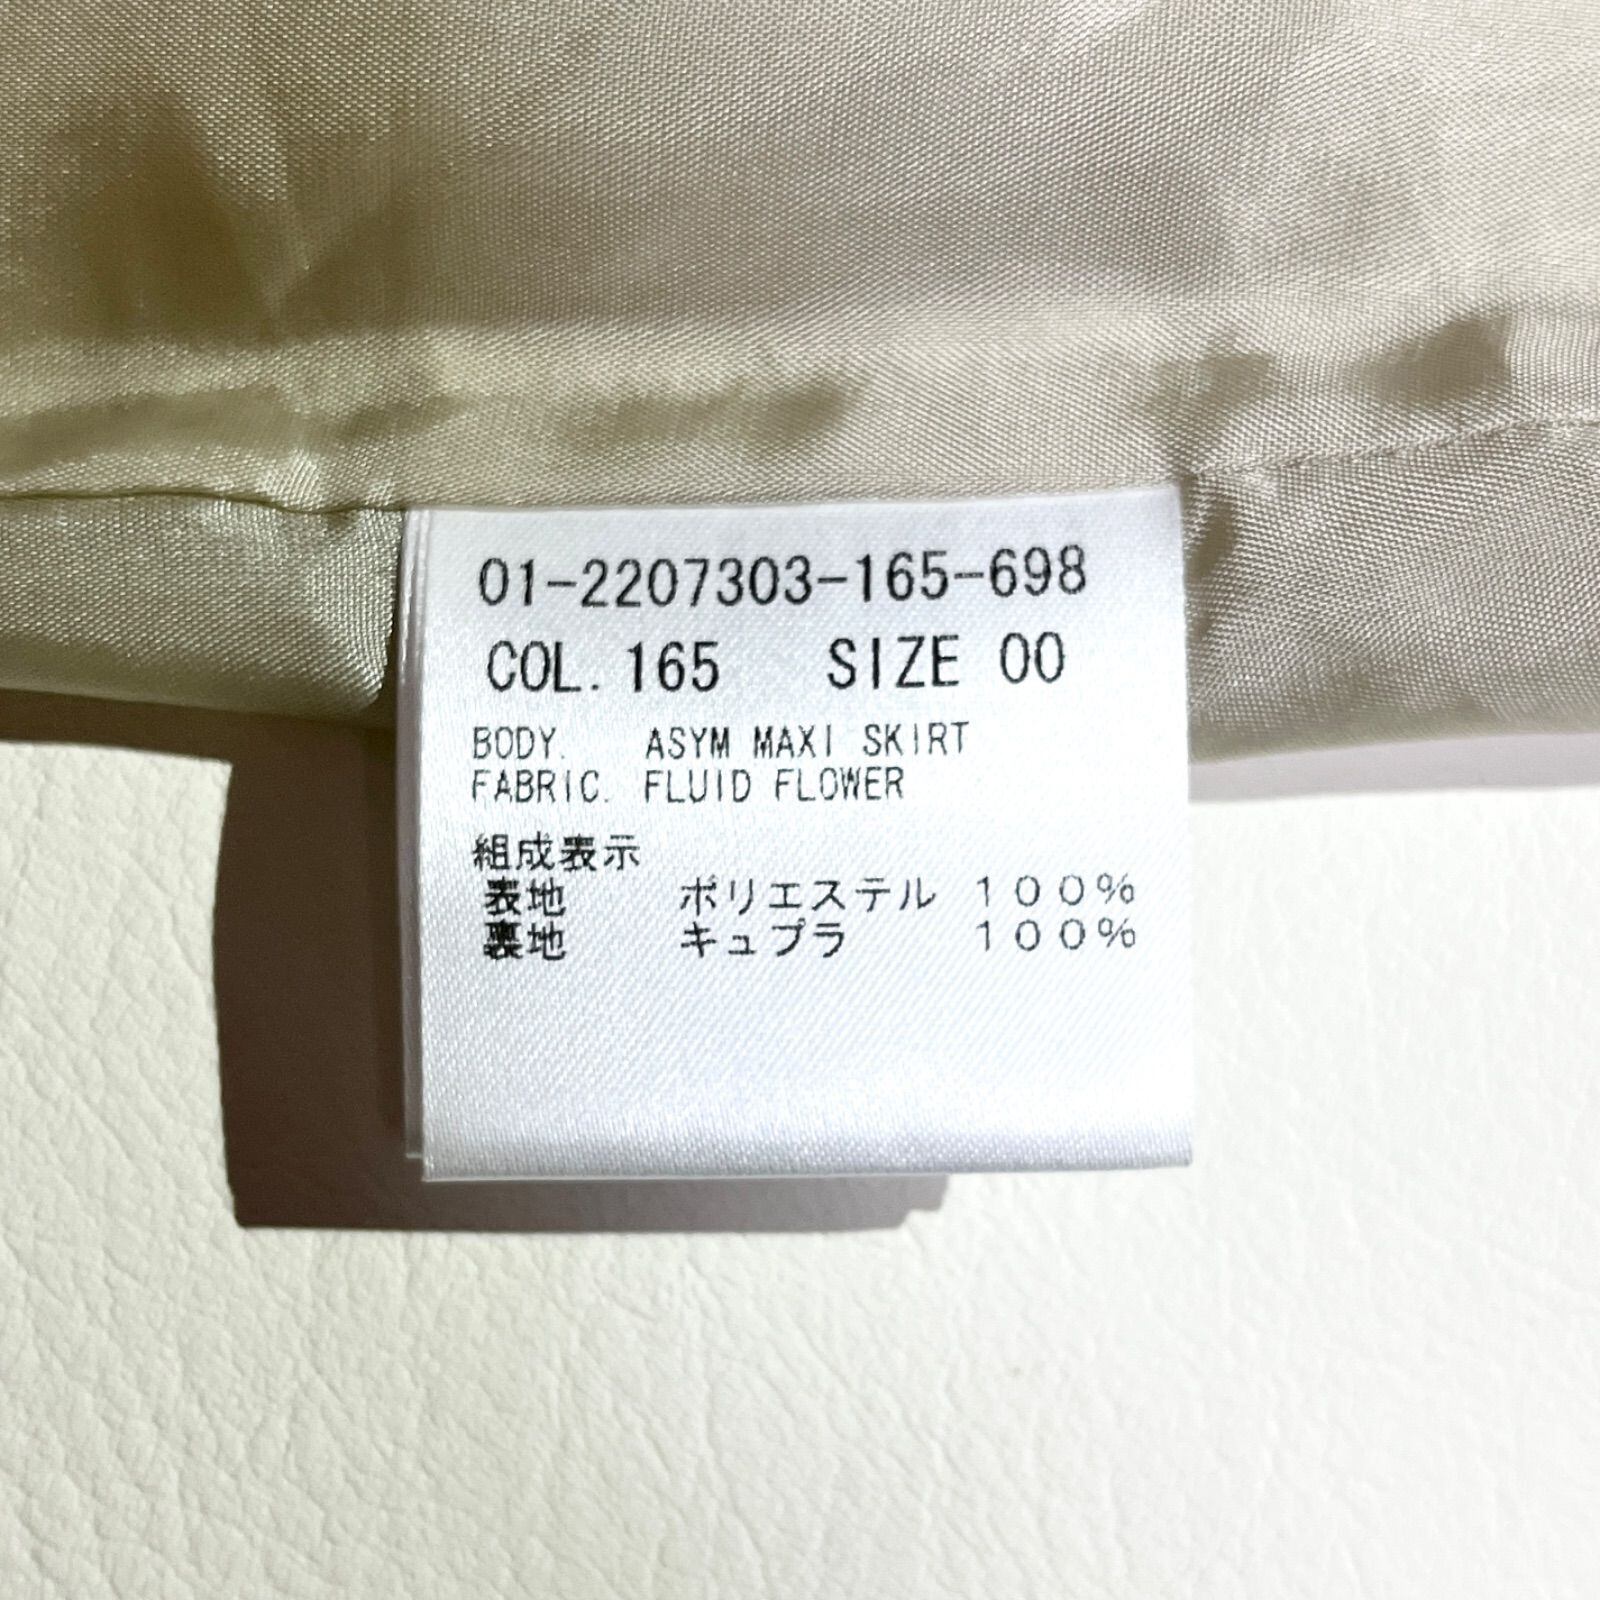 01-2207303-165-698
COL. 165 SIZE 00
BODY. ASYM MAXI SKIRT
FABRIC. FLUID FLOWER
組成表示
表地 ポリエステル 100%
裏地 キュプラ 100%